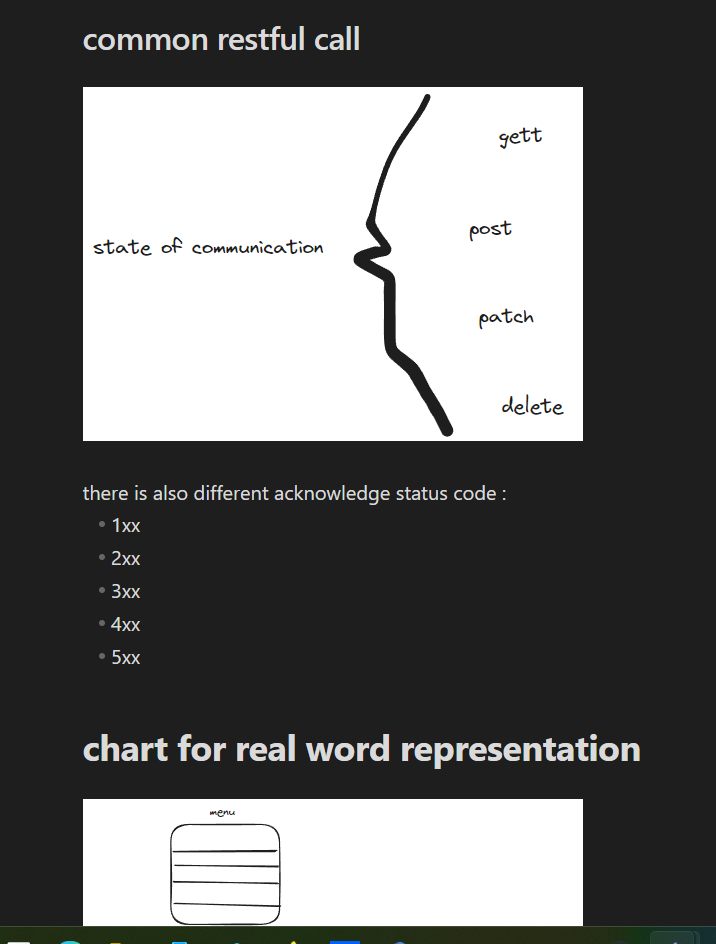 common restful call
gett
post
state of communication
patch
delete
there is also different acknowledge status code :
1xx
2xx
3xx
4xx
5xx
chart for real word representation
menu